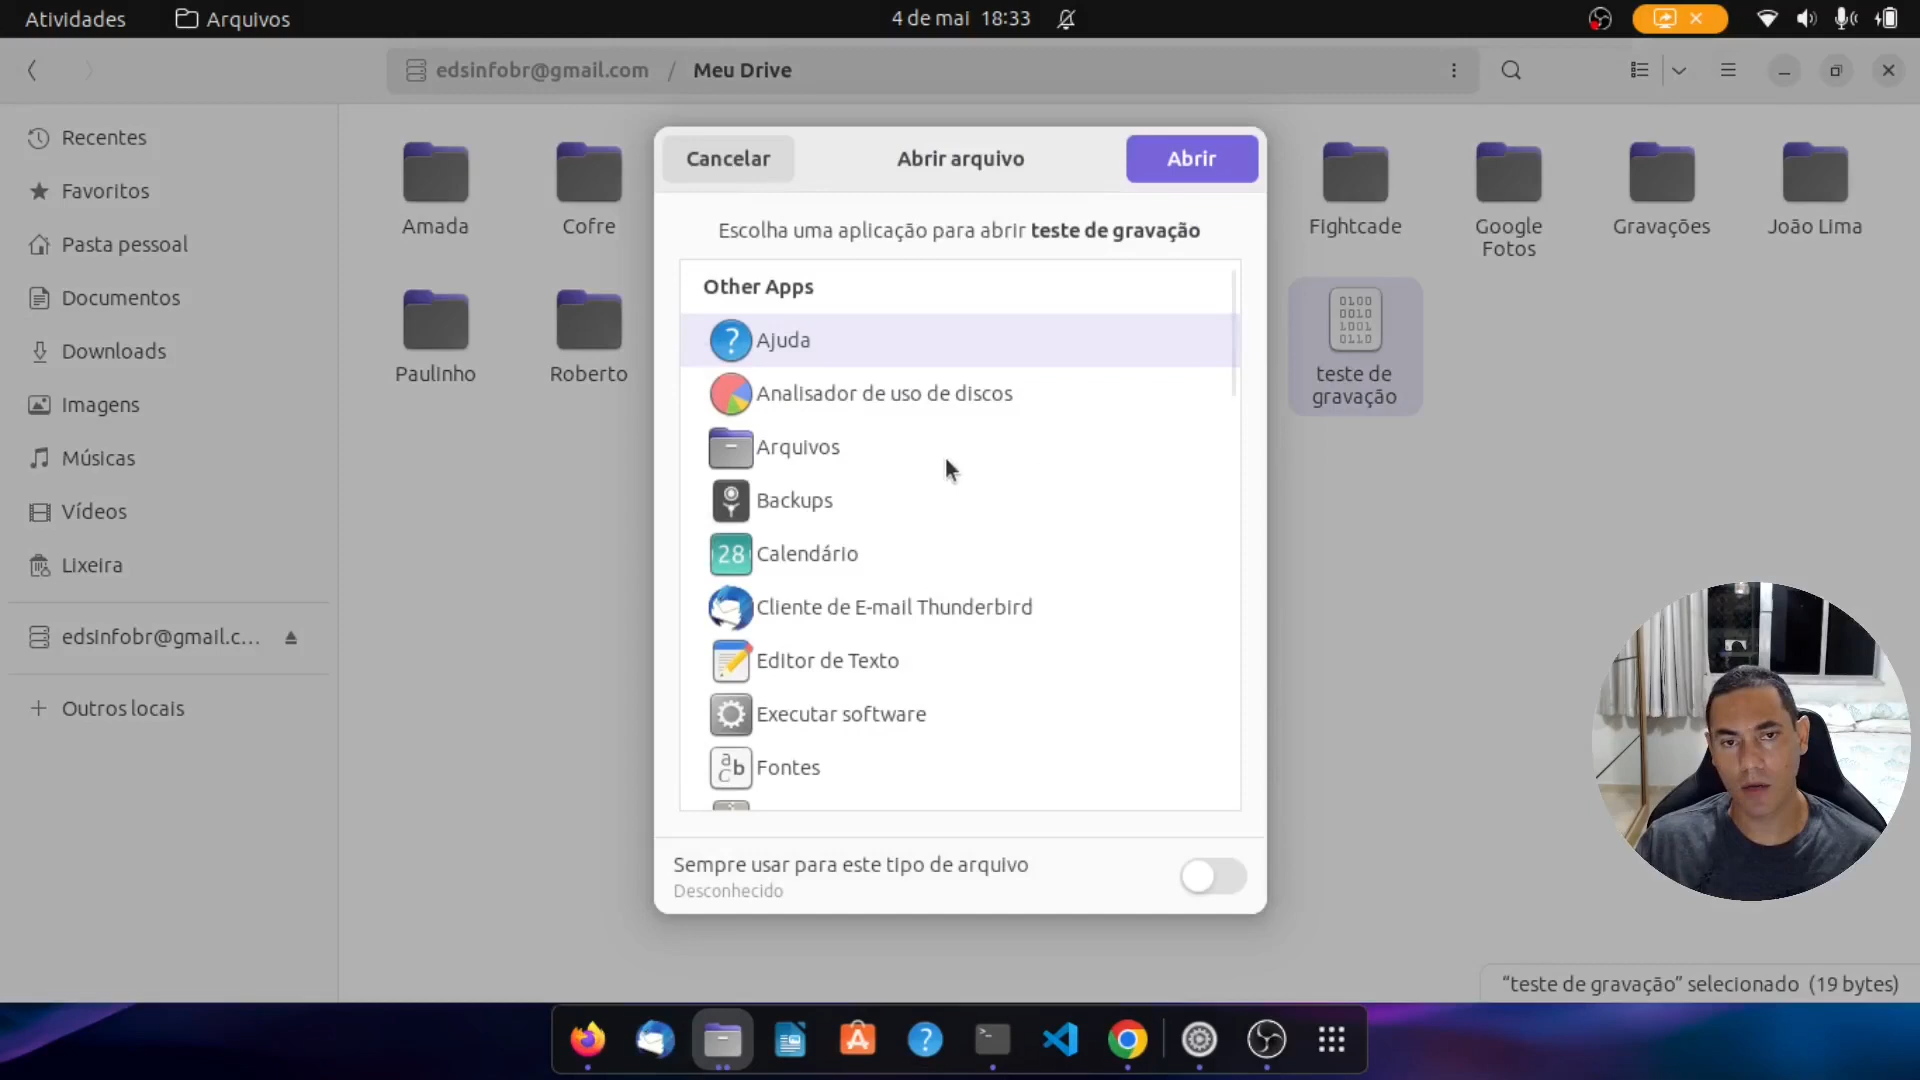 Atividades
Arquivos
4 de mai 18:33
edsinfobr@gmail.com / Meu Drive
Recentes
Favoritos
Pasta pessoal
Documentos
Downloads
Imagens
Músicas
Vídeos
Lixeira
edsinfobr@gmail.c...
Outros locais
Amada
Cofre
Fightcade
Google
Fotos
Gravações
João Lima
Paulinho
Roberto
0100
0010
1001
0110
teste de
gravação
Cancelar
Abrir arquivo
Abrir
Escolha uma aplicação para abrir teste de gravação
Other Apps
? Ajuda
Analisador de uso de discos
Arquivos
Backups
28 Calendário
Cliente de E-mail Thunderbird
Editor de Texto
Executar software
aCb Fontes
Sempre usar para este tipo de arquivo
Desconhecido
“teste de gravação” selecionado (19 bytes)